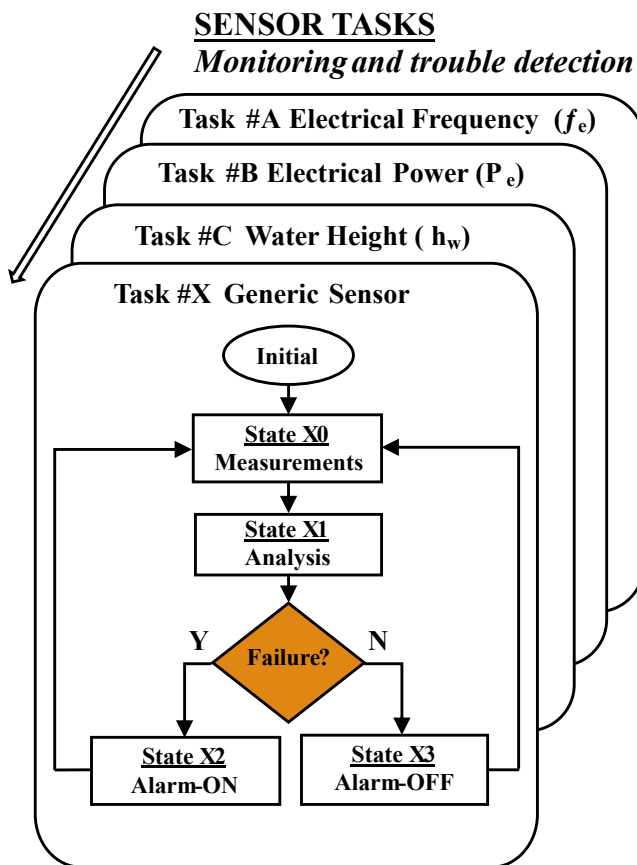 SENSOR TASKS
Monitoring and trouble detection
Task #A Electrical Frequency (fe)
Task #B Electrical Power (Pe)
Task #C Water Height (hw)
Task #X Generic Sensor
Initial
State X0
Measurements
State X1
Analysis
Y
Failure?
N
State X2
Alarm-ON
State X3
Alarm-OFF